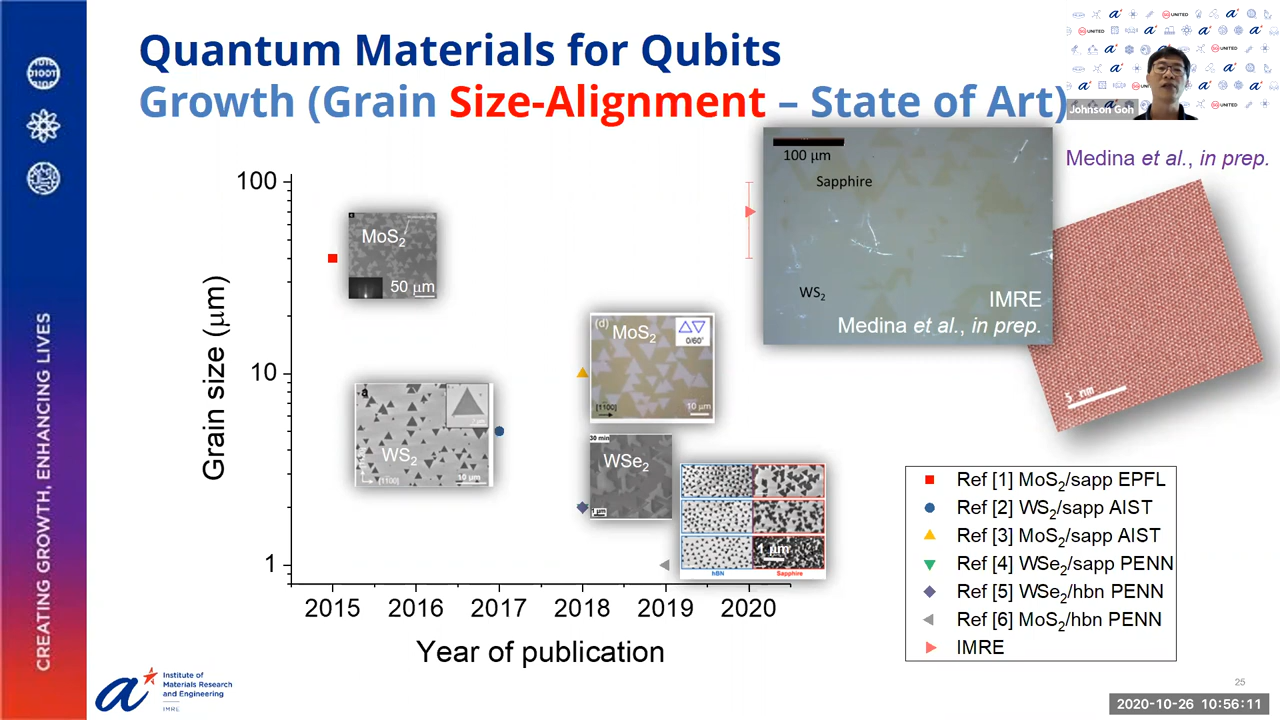 Quantum Materials for Qubits
Growth (Grain Size-Alignment – State of Art)
Johnson Goh
Medina et al., in prep.
100 µm
Sapphire
WS2
IMRE
Medina et al., in prep.
5 nm
Grain size (µm)
100
10
1
MoS2
50 µm
a
WS2
[1100]
10 µm
(d)
MoS2
0/60°
[1100]
10 µm
30 min
WSe2
1 µm
1 µm
hBN
Sapphire
2015 2016 2017 2018 2019 2020
Year of publication
Ref [1] MoS2/sapp EPFL
Ref [2] WS2/sapp AIST
Ref [3] MoS2/sapp AIST
Ref [4] WSe2/sapp PENN
Ref [5] WSe2/hbn PENN
Ref [6] MoS2/hbn PENN
IMRE
CREATING GROWTH, ENHANCING LIVES
Institute of
Materials Research
and Engineering
IMRE
25
2020-10-26 10:56:11